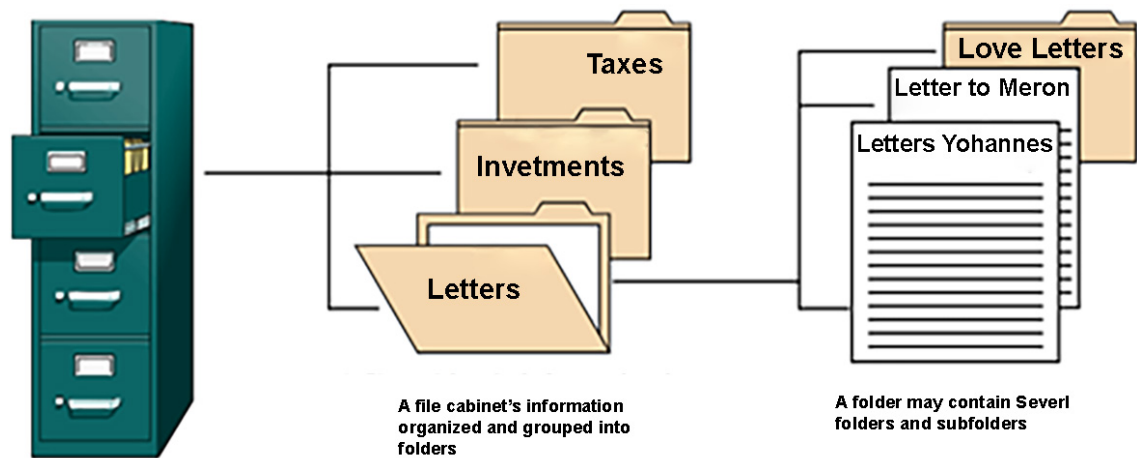 Taxes
Invetments
Letters
Love Letters
Letter to Meron
Letters Yohannes
A file cabinet's information
organized and grouped into
folders
A folder may contain Severl
folders and subfolders